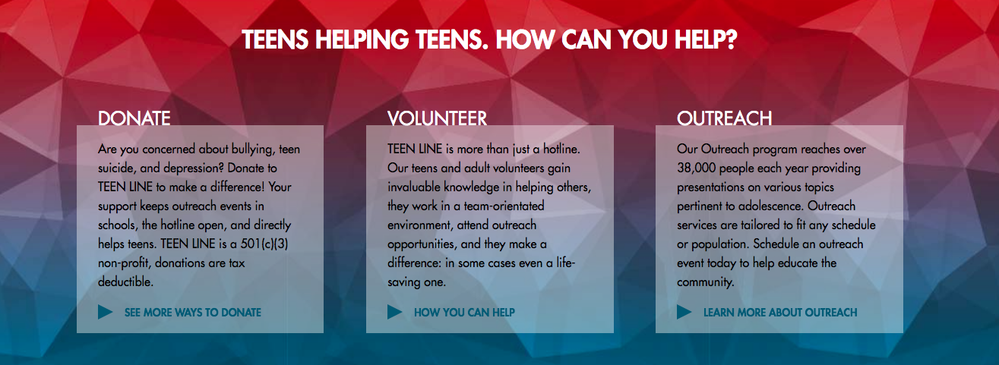 TEENS HELPING TEENS. HOW CAN YOU HELP?
DONATE
Are you concerned about bullying, teen
suicide, and depression? Donate to
TEEN LINE to make a difference! Your
support keeps outreach events in
schools, the hotline open, and directly
helps teens. TEEN LINE is a 501(c)(3)
non-profit, donations are tax
deductible.
SEE MORE WAYS TO DONATE
VOLUNTEER
TEEN LINE is more than just a hotline.
Our teens and adult volunteers gain
invaluable knowledge in helping others,
they work in a team-orientated
environment, attend outreach
opportunities, and they make a
difference: in some cases even a life-
saving one.
HOW YOU CAN HELP
OUTREACH
Our Outreach program reaches over
38,000 people each year providing
presentations on various topics
pertinent to adolescence. Outreach
services are tailored to fit any schedule
or population. Schedule an outreach
event today to help educate the
community.
LEARN MORE ABOUT OUTREACH